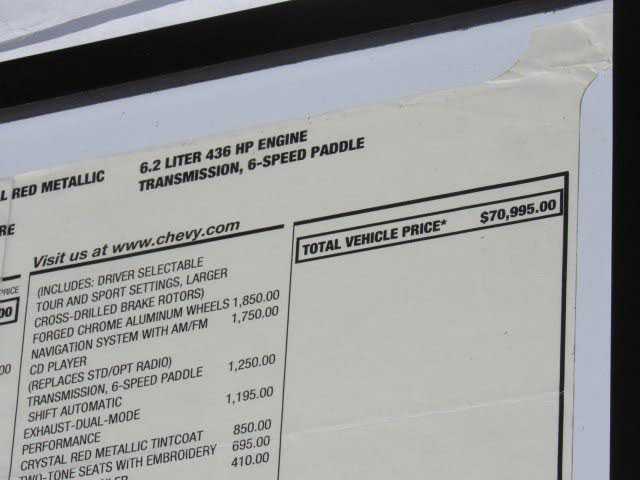 L RED METALLIC
6.2 LITER 436 HP ENGINE
TRANSMISSION, 6-SPEED PADDLE
RE
PRICE
00
00
Visit us at www.chevy.com
(INCLUDES: DRIVER SELECTABLE
TOUR AND SPORT SETTINGS, LARGER
CROSS-DRILLED BRAKE ROTORS)
FORGED CHROME ALUMINUM WHEELS 1,850.00
NAVIGATION SYSTEM WITH AM/FM 1,750.00
CD PLAYER
(REPLACES STD/OPT RADIO)
TRANSMISSION, 6-SPEED PADDLE 1,250.00
SHIFT AUTOMATIC
EXHAUST-DUAL-MODE 1,195.00
PERFORMANCE
CRYSTAL RED METALLIC TINTCOAT 850.00
TWO-TONE SEATS WITH EMBROIDERY 695.00
410.00
TOTAL VEHICLE PRICE* $70,995.00